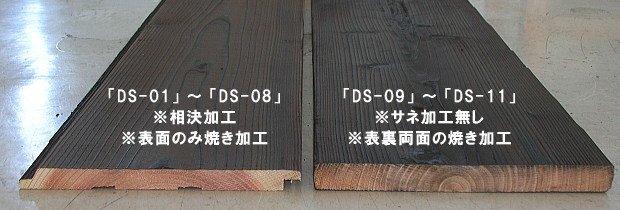 「DS-01」～「DS-08」
※相決加工
※表面のみ焼き加工
「DS-09」～「DS-11」
※サネ加工無し
※表裏両面の焼き加工